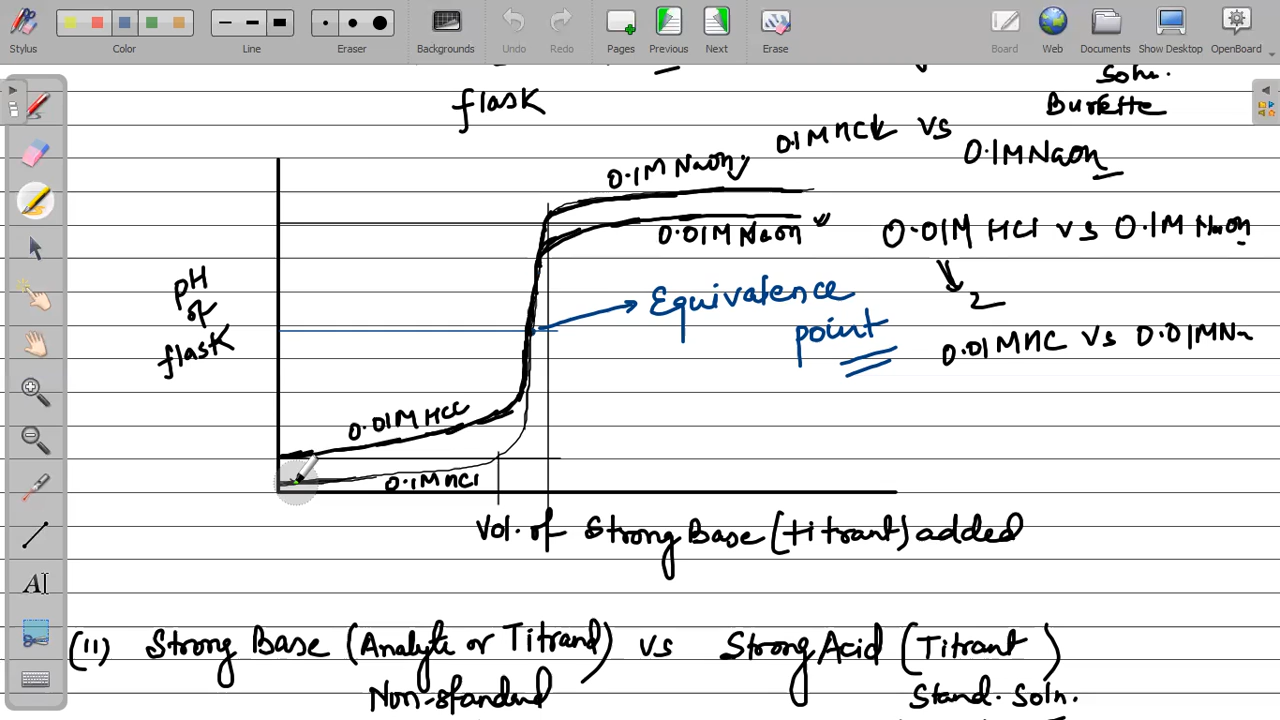 Stylus Color Line Eraser Backgrounds Undo Redo Pages Previous Next Erase Board Web Documents Show Desktop OpenBoard
Soln.
flask
Burette
0.1M HCl vs
0.1M NaOH
0.1M NaOH
0.01M NaOH
0.01M HCl vs 0.1M NaOH
pH
of
flask
Equivalence
point
2
0.01M HC vs 0.01M Na
0.01M HCl
0.1M HCl
Vol. of Strong Base (titrant) added
(II) Strong Base (Analyte or Titrand) vs Strong Acid (Titrant)
Non-standard
Stand. Soln.
AI